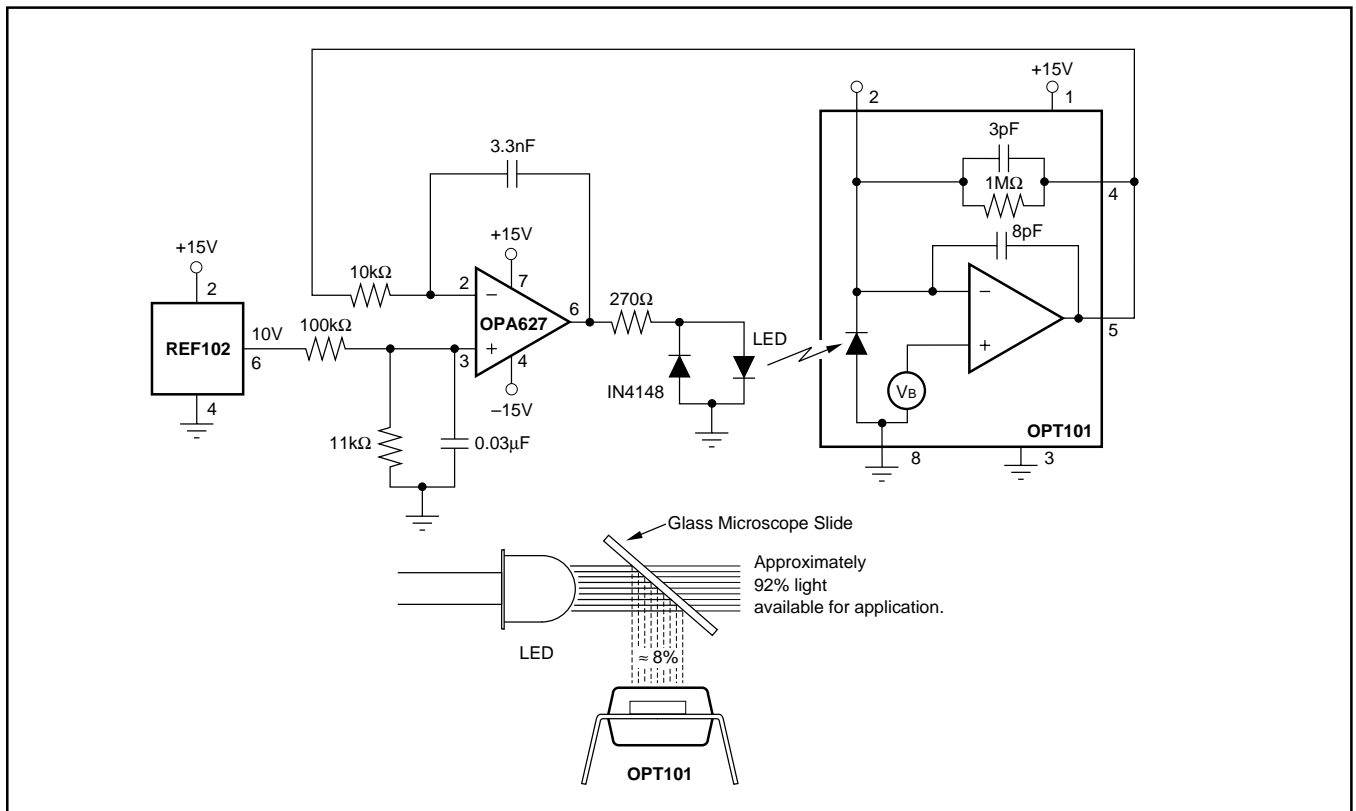 +15V
2
1
3pF
3.3nF
1MΩ
4
+15V
+15V
8pF
10kΩ
2
7
2
–
–
6
270Ω
10V
100kΩ
OPA627
LED
5
REF102
6
3
+
4
+
IN4148
VB
4
–15V
11kΩ
0.03µF
OPT101
8
3
Glass Microscope Slide
Approximately
92% light
available for application.
LED
≈ 8%
OPT101